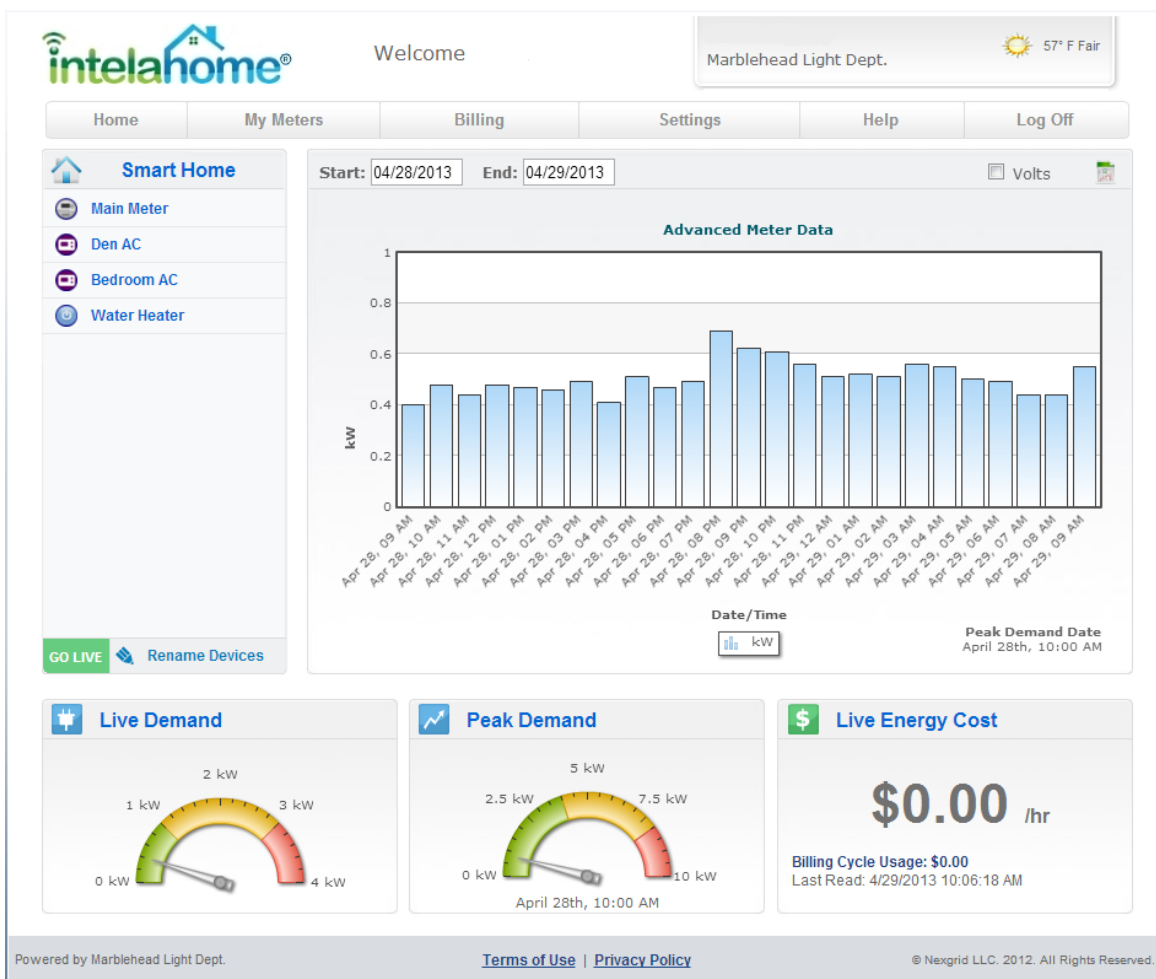 intelahome®
Welcome
Marblehead Light Dept.
57° F Fair
Home My Meters Billing Settings Help Log Off
Smart Home
Main Meter
Den AC
Bedroom AC
Water Heater
GO LIVE Rename Devices
Start: 04/28/2013 End: 04/29/2013 Volts
Advanced Meter Data
1
0.8
0.6
0.4
0.2
0
kW
Apr 28, 09 AM
Apr 28, 10 AM
Apr 28, 11 AM
Apr 28, 12 PM
Apr 28, 01 PM
Apr 28, 02 PM
Apr 28, 03 PM
Apr 28, 04 PM
Apr 28, 05 PM
Apr 28, 06 PM
Apr 28, 07 PM
Apr 28, 08 PM
Apr 28, 09 PM
Apr 28, 10 PM
Apr 28, 11 PM
Apr 29, 12 AM
Apr 29, 01 AM
Apr 29, 02 AM
Apr 29, 03 AM
Apr 29, 04 AM
Apr 29, 05 AM
Apr 29, 06 AM
Apr 29, 07 AM
Apr 29, 08 AM
Apr 29, 09 AM
Date/Time
kW
Peak Demand Date
April 28th, 10:00 AM
Live Demand
0 kW
1 kW
2 kW
3 kW
4 kW
Peak Demand
0 kW
2.5 kW
5 kW
7.5 kW
10 kW
April 28th, 10:00 AM
$ Live Energy Cost
$0.00 /hr
Billing Cycle Usage: $0.00
Last Read: 4/29/2013 10:06:18 AM
Powered by Marblehead Light Dept.
Terms of Use | Privacy Policy
© Nexgrid LLC. 2012. All Rights Reserved.